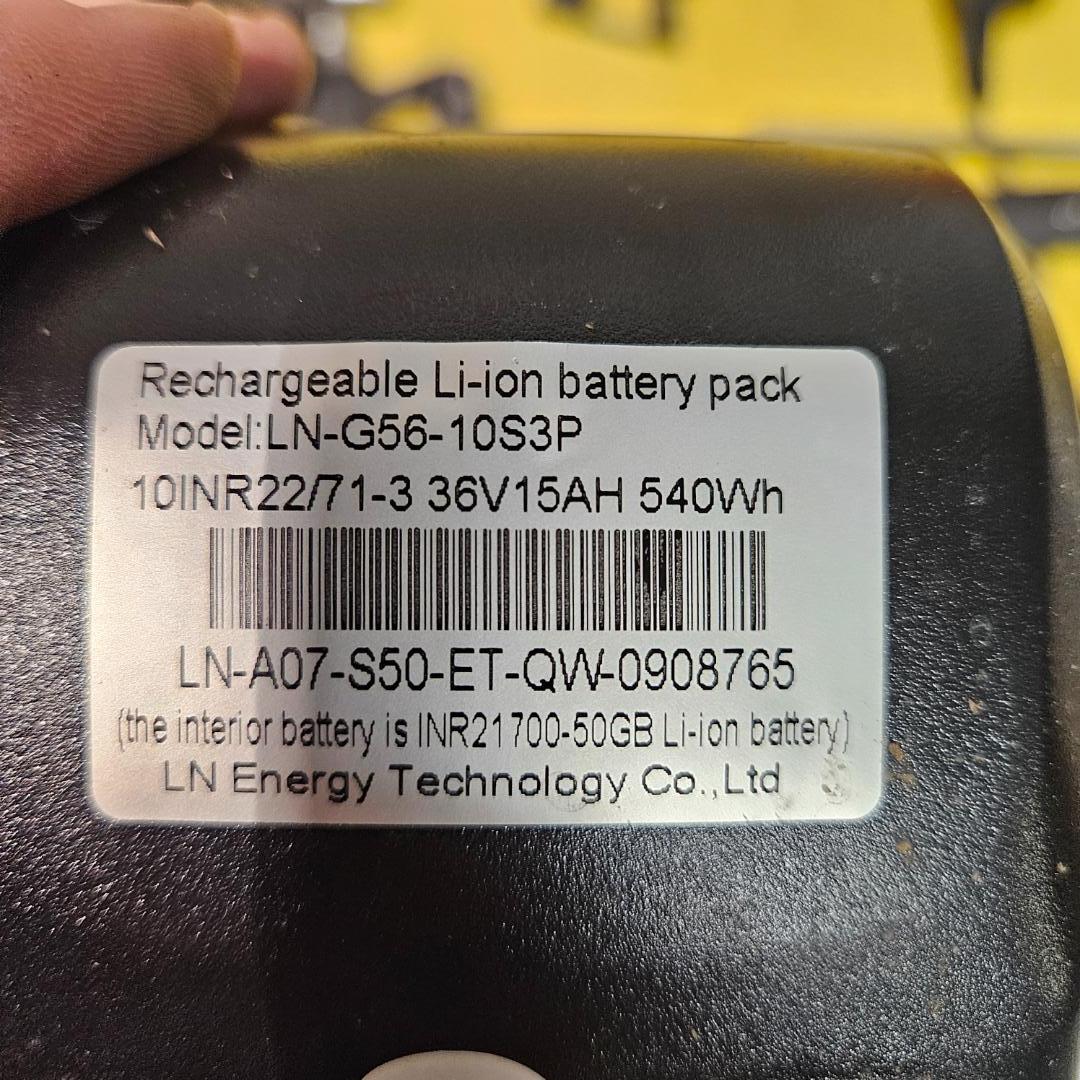 Rechargeable Li-ion battery pack
Model:LN-G56-10S3P
10INR22/71-3 36V15AH 540Wh
LN-A07-S50-ET-QW-0908765
(the interior battery is INR21700-50GB Li-ion battery)
LN Energy Technology Co.,Ltd